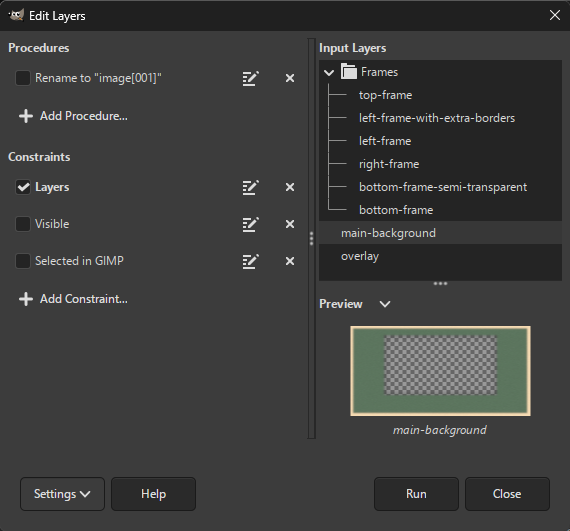 Edit Layers
Procedures
Rename to "image[001]"
Add Procedure...
Constraints
Layers
Visible
Selected in GIMP
Add Constraint...
Input Layers
Frames
top-frame
left-frame-with-extra-borders
left-frame
right-frame
bottom-frame-semi-transparent
bottom-frame
main-background
overlay
Preview
main-background
Settings
Help
Run
Close